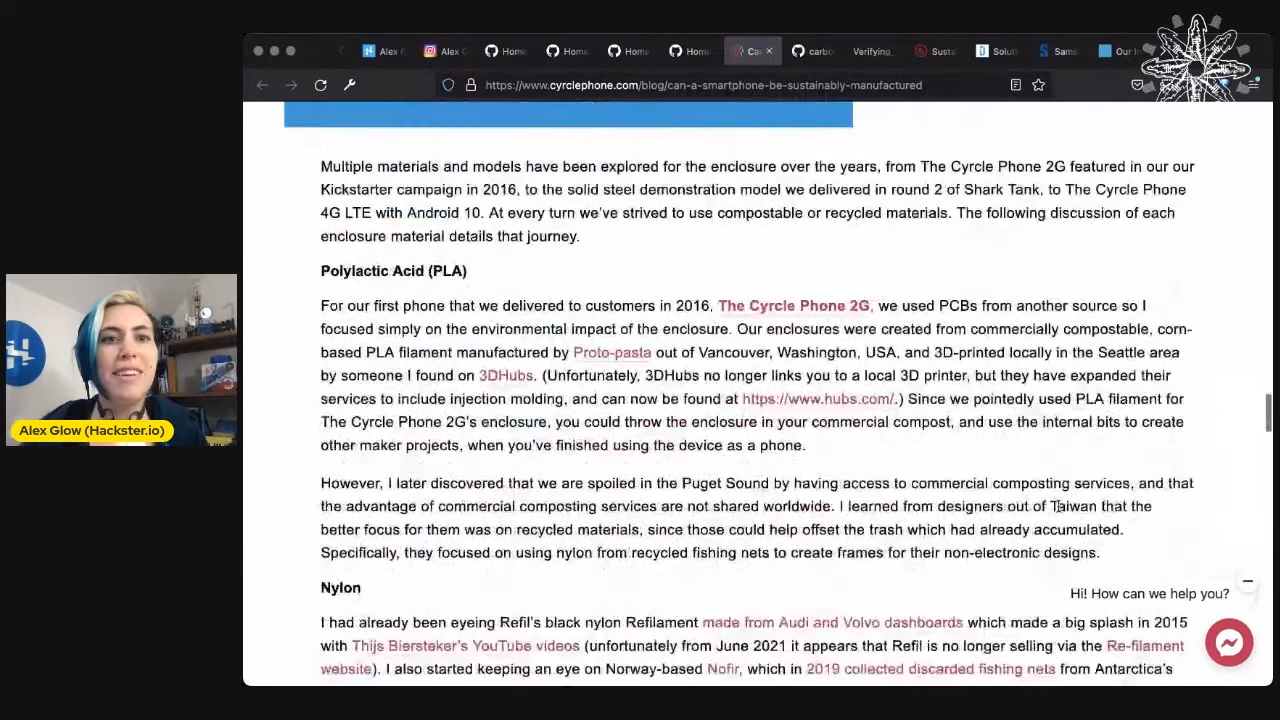 Alex G
Alex G
Home
Home
Home
Home
Ca
carbo
Verifying
Susta
Soluti
Sams
Our In
https://www.cyrclephone.com/blog/can-a-smartphone-be-sustainably-manufactured
Multiple materials and models have been explored for the enclosure over the years, from The Cyrcle Phone 2G featured in our our
Kickstarter campaign in 2016, to the solid steel demonstration model we delivered in round 2 of Shark Tank, to The Cyrcle Phone
4G LTE with Android 10. At every turn we've strived to use compostable or recycled materials. The following discussion of each
enclosure material details that journey.
Polylactic Acid (PLA)
For our first phone that we delivered to customers in 2016, The Cyrcle Phone 2G, we used PCBs from another source so I
focused simply on the environmental impact of the enclosure. Our enclosures were created from commercially compostable, corn-
based PLA filament manufactured by Proto-pasta out of Vancouver, Washington, USA, and 3D-printed locally in the Seattle area
by someone I found on 3DHubs. (Unfortunately, 3DHubs no longer links you to a local 3D printer, but they have expanded their
services to include injection molding, and can now be found at https://www.hubs.com/.) Since we pointedly used PLA filament for
The Cyrcle Phone 2G's enclosure, you could throw the enclosure in your commercial compost, and use the internal bits to create
other maker projects, when you've finished using the device as a phone.
However, I later discovered that we are spoiled in the Puget Sound by having access to commercial composting services, and that
the advantage of commercial composting services are not shared worldwide. I learned from designers out of Taiwan that the
better focus for them was on recycled materials, since those could help offset the trash which had already accumulated.
Specifically, they focused on using nylon from recycled fishing nets to create frames for their non-electronic designs.
Nylon
I had already been eyeing Refil's black nylon Refilament made from Audi and Volvo dashboards which made a big splash in 2015
with Thijs Biersteker's YouTube videos (unfortunately from June 2021 it appears that Refil is no longer selling via the Re-filament
website). I also started keeping an eye on Norway-based Nofir, which in 2019 collected discarded fishing nets from Antarctica's
Hi! How can we help you?
Alex Glow (Hackster.io)